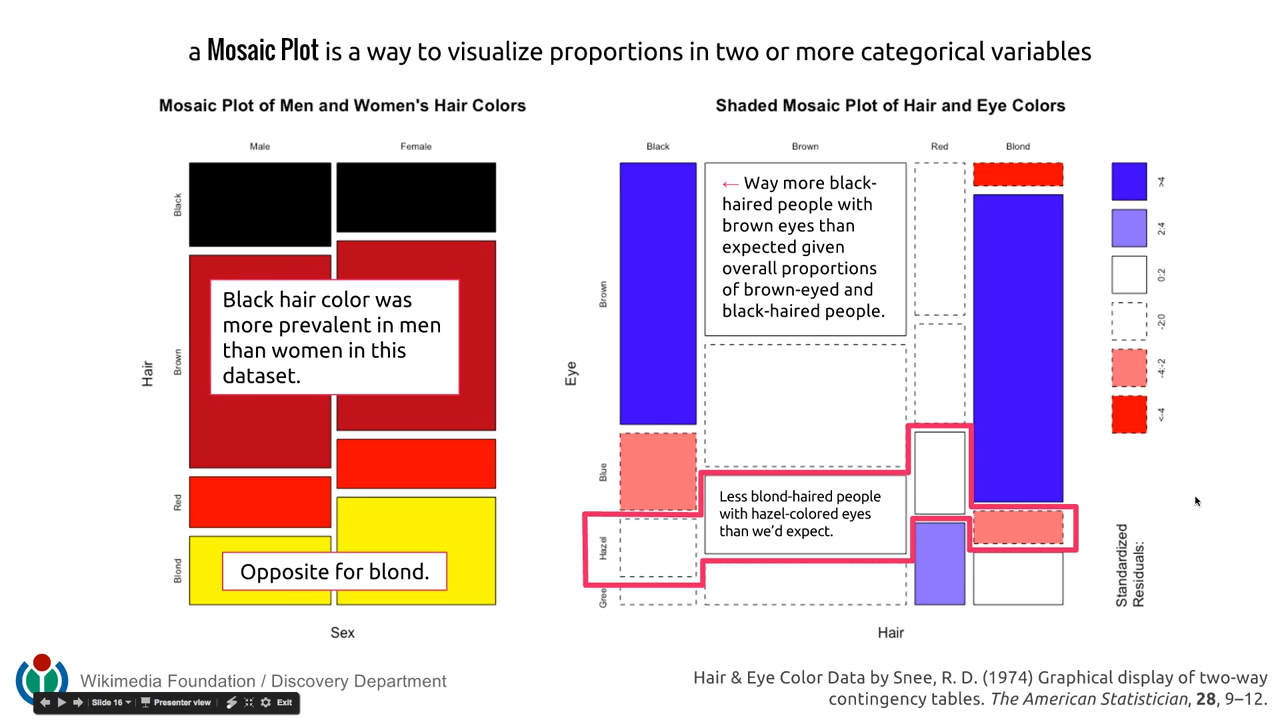 a Mosaic Plot is a way to visualize proportions in two or more categorical variables
Mosaic Plot of Men and Women's Hair Colors
Male
Female
Hair
Black
Brown
Red
Blond
Black hair color was
more prevalent in men
than women in this
dataset.
Opposite for blond.
Sex
Shaded Mosaic Plot of Hair and Eye Colors
Black
Brown
Red
Blond
Eye
Brown
Blue
Hazel
Gree
← Way more black-
haired people with
brown eyes than
expected given
overall proportions
of brown-eyed and
black-haired people.
Less blond-haired people
with hazel-colored eyes
than we'd expect.
Hair
>4
2:4
0:2
-2:0
-4:-2
<-4
Standardized
Residuals:
Wikimedia Foundation / Discovery Department
Hair & Eye Color Data by Snee, R. D. (1974) Graphical display of two-way
contingency tables. The American Statistician, 28, 9–12.
Slide 16
Presenter view
Exit